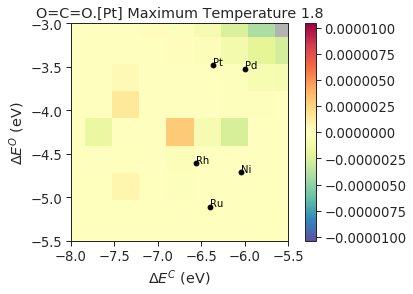 O=C=O.[Pt] Maximum Temperature 1.8
−3.0
−3.5
−4.0
−4.5
−5.0
−5.5
ΔE^O (eV)
Pt
Pd
Rh
Ni
Ru
−8.0 −7.5 −7.0 −6.5 −6.0 −5.5
ΔE^C (eV)
0.0000100
0.0000075
0.0000050
0.0000025
0.0000000
−0.0000025
−0.0000050
−0.0000075
−0.0000100